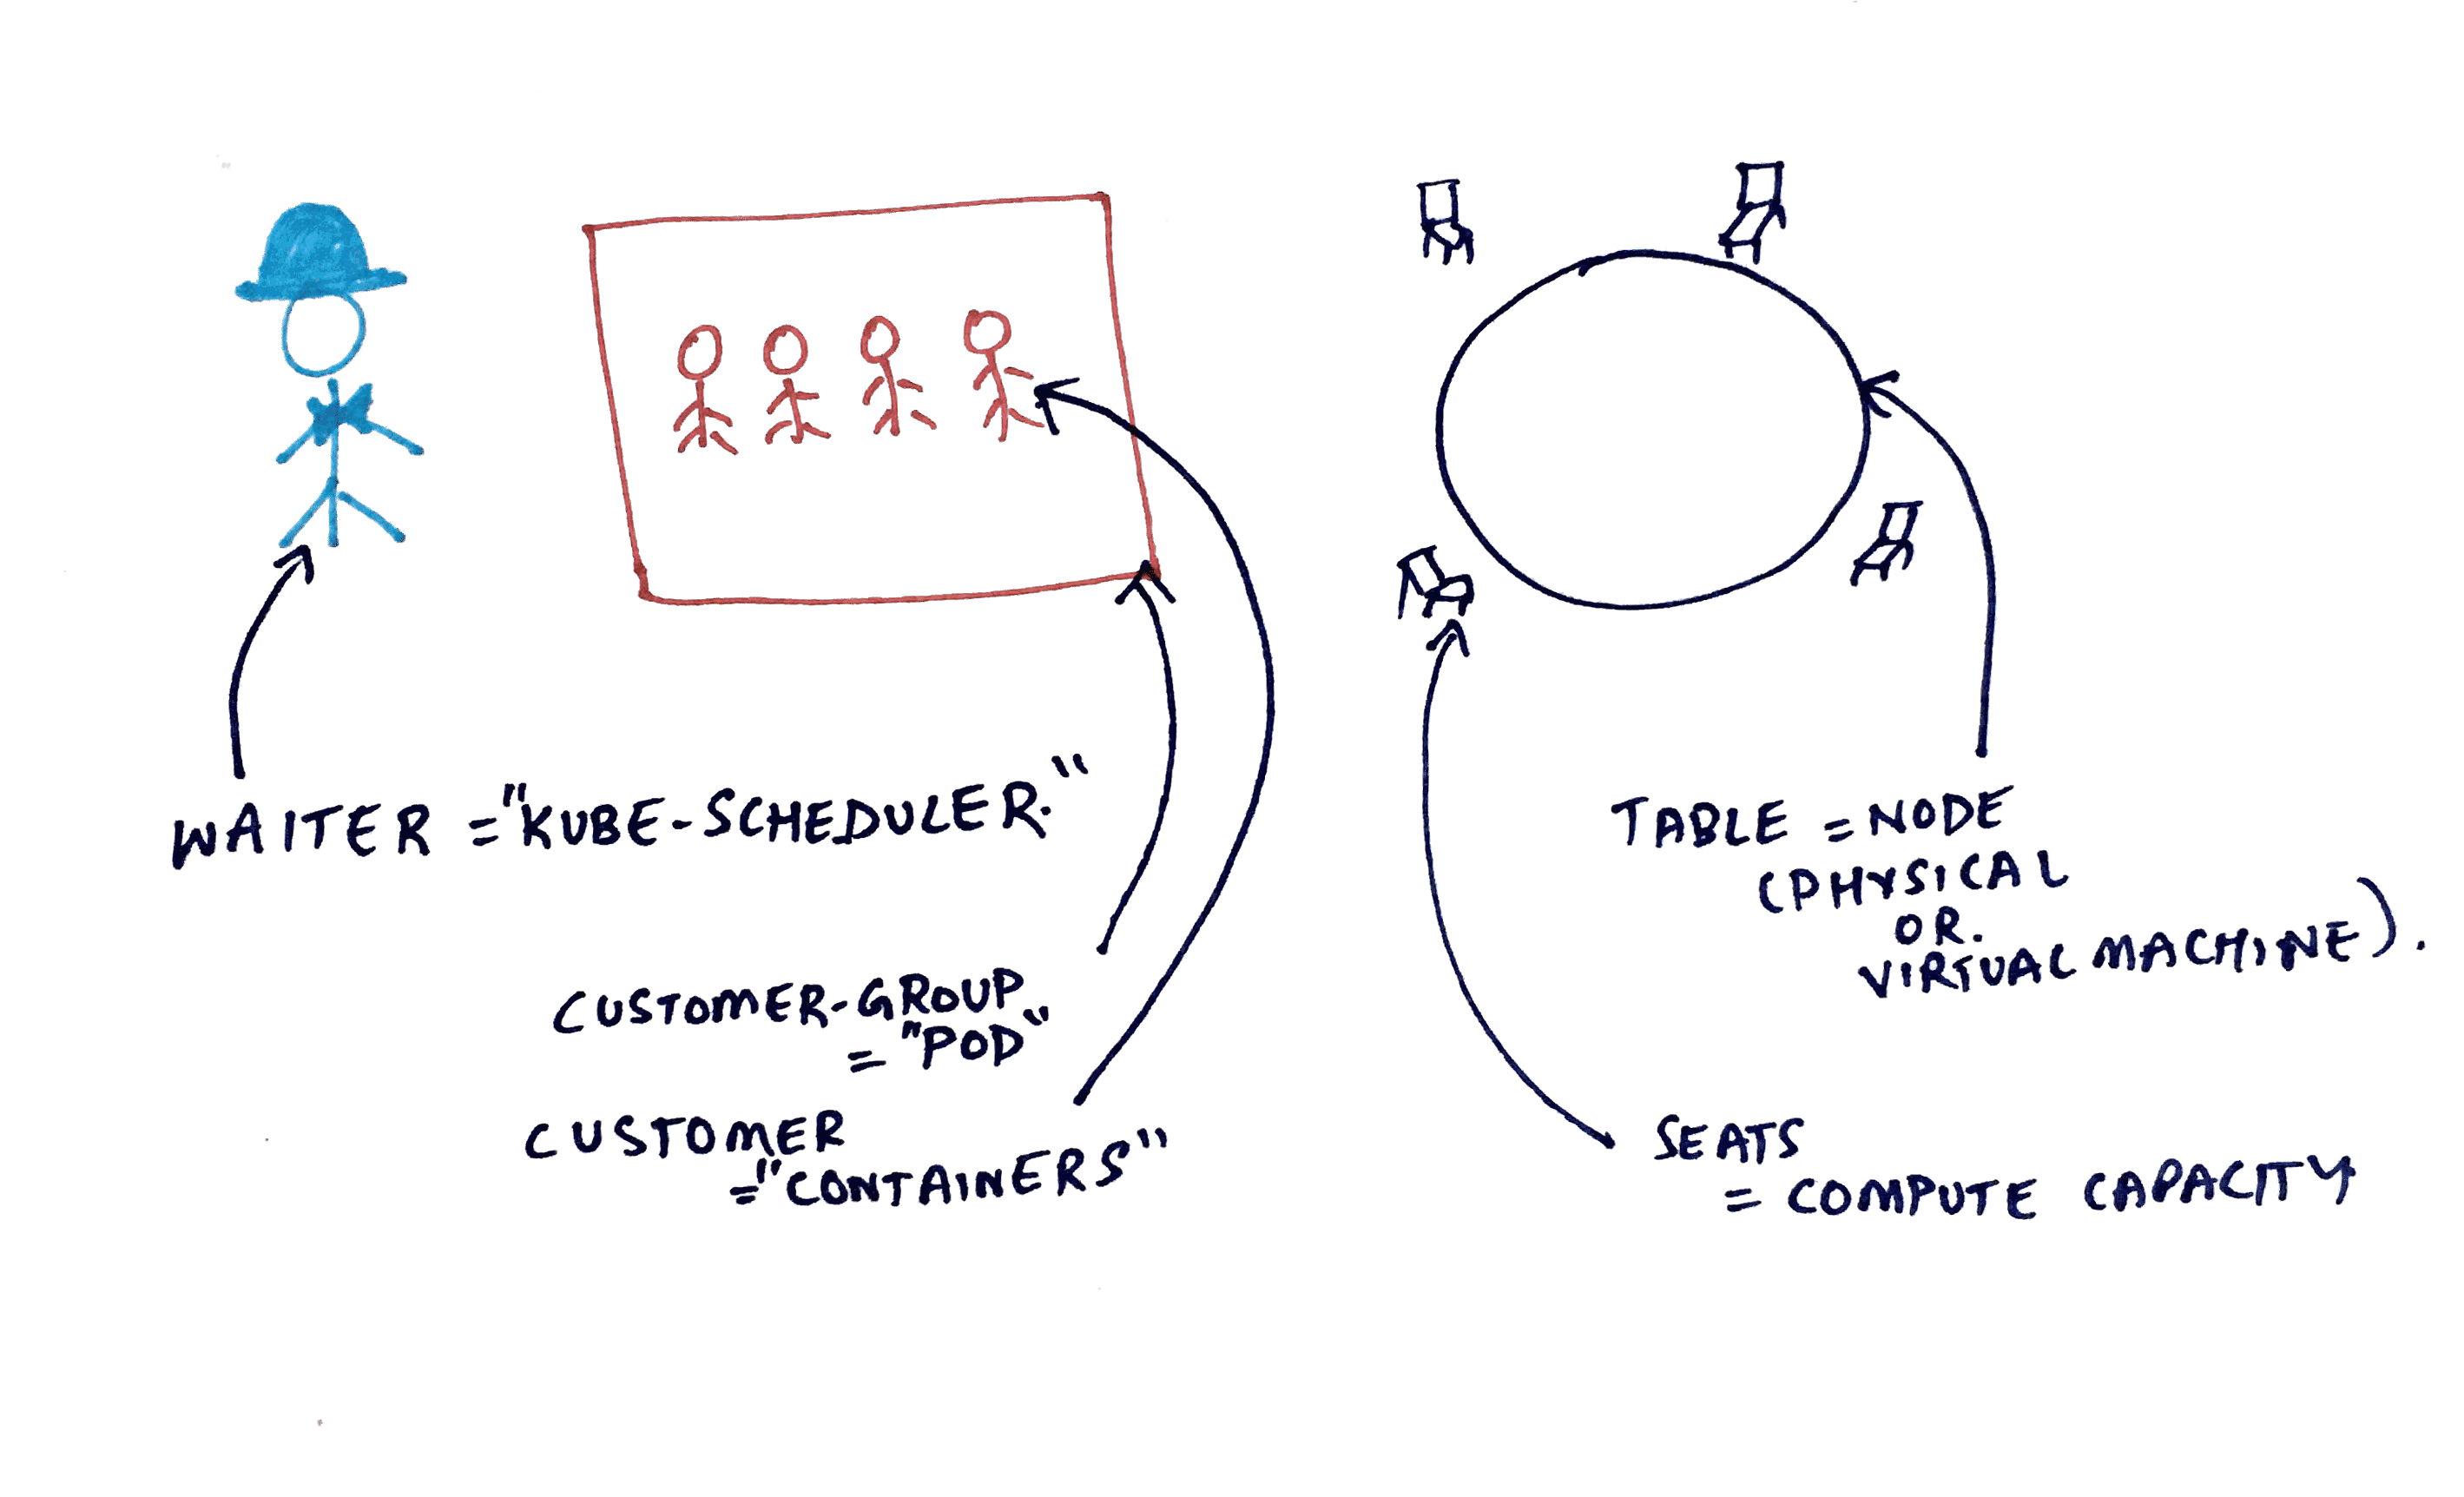 WAITER = "KUBE-SCHEDULER."
CUSTOMER-GROUP
= "POD"
CUSTOMER
= "CONTAINERS"
TABLE = NODE
(PHYSICAL
OR.
VIRTUAL MACHINE).
SEATS
= COMPUTE CAPACITY